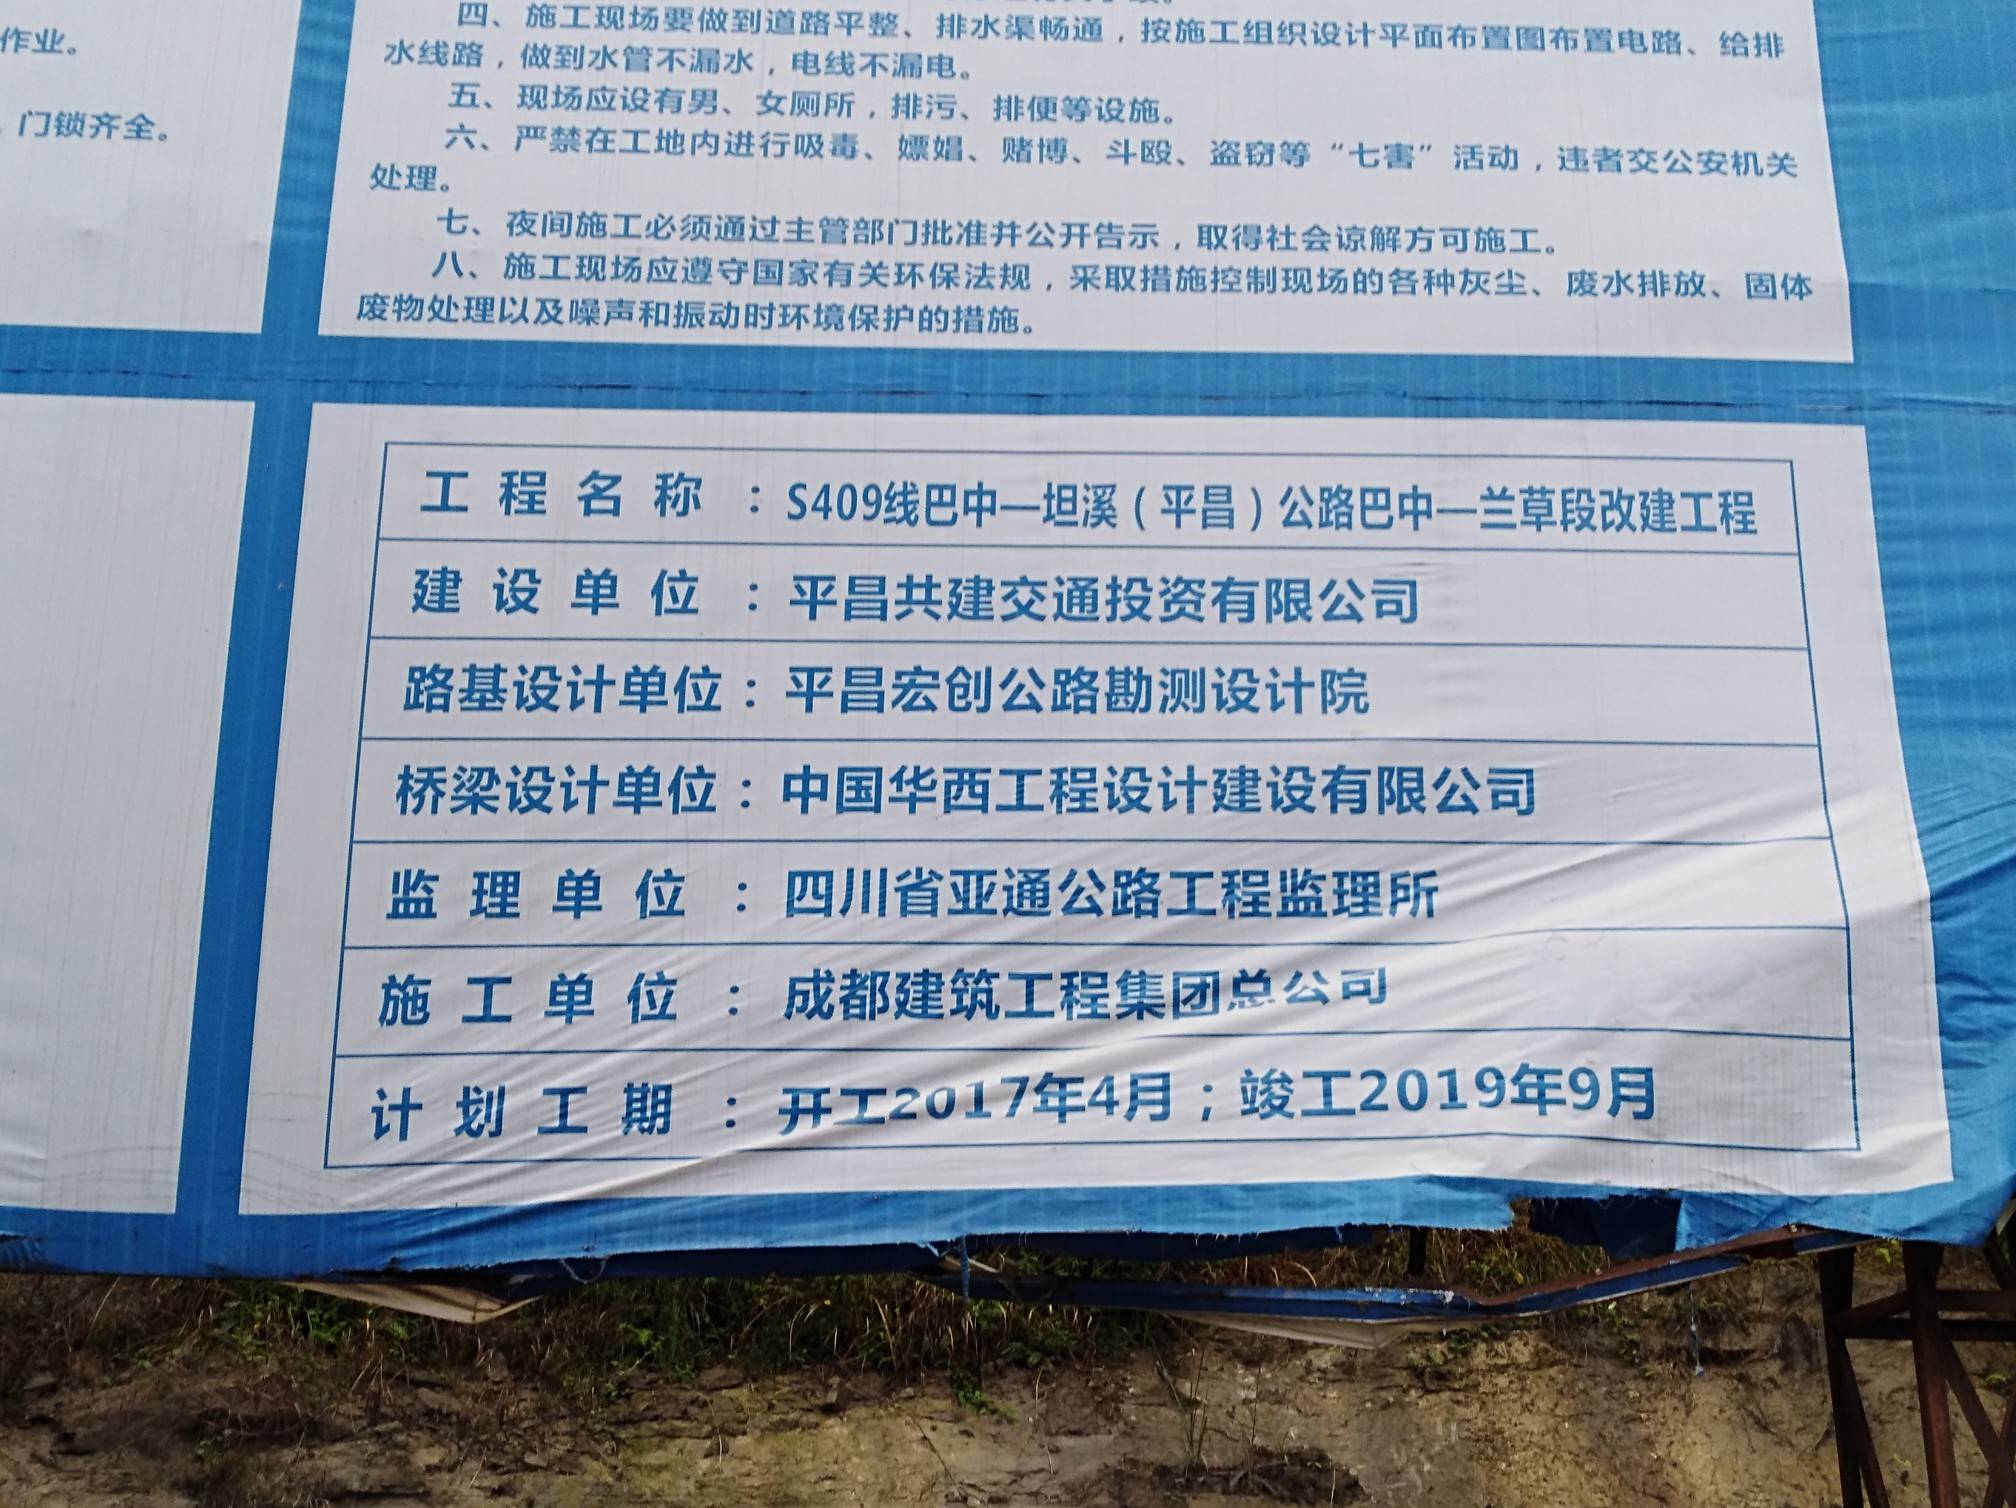 作业。
门锁齐全。
四、施工现场要做到道路平整、排水渠畅通，按施工组织设计平面布置图布置电路、给排
水线路，做到水管不漏水，电线不漏电。
五、现场应设有男、女厕所，排污、排便等设施。
六、严禁在工地内进行吸毒、嫖娼、赌博、斗殴、盗窃等“七害”活动，违者交公安机关
处理。
七、夜间施工必须通过主管部门批准并公开告示，取得社会谅解方可施工。
八、施工现场应遵守国家有关环保法规，采取措施控制现场的各种灰尘、废水排放、固体
废物处理以及噪声和振动时环境保护的措施。
工程名称：S409线巴中—坦溪（平昌）公路巴中—兰草段改建工程
建设单位：平昌共建交通投资有限公司
路基设计单位：平昌宏创公路勘测设计院
桥梁设计单位：中国华西工程设计建设有限公司
监理单位：四川省亚通公路工程监理所
施工单位：成都建筑工程集团总公司
计划工期：开工2017年4月；竣工2019年9月